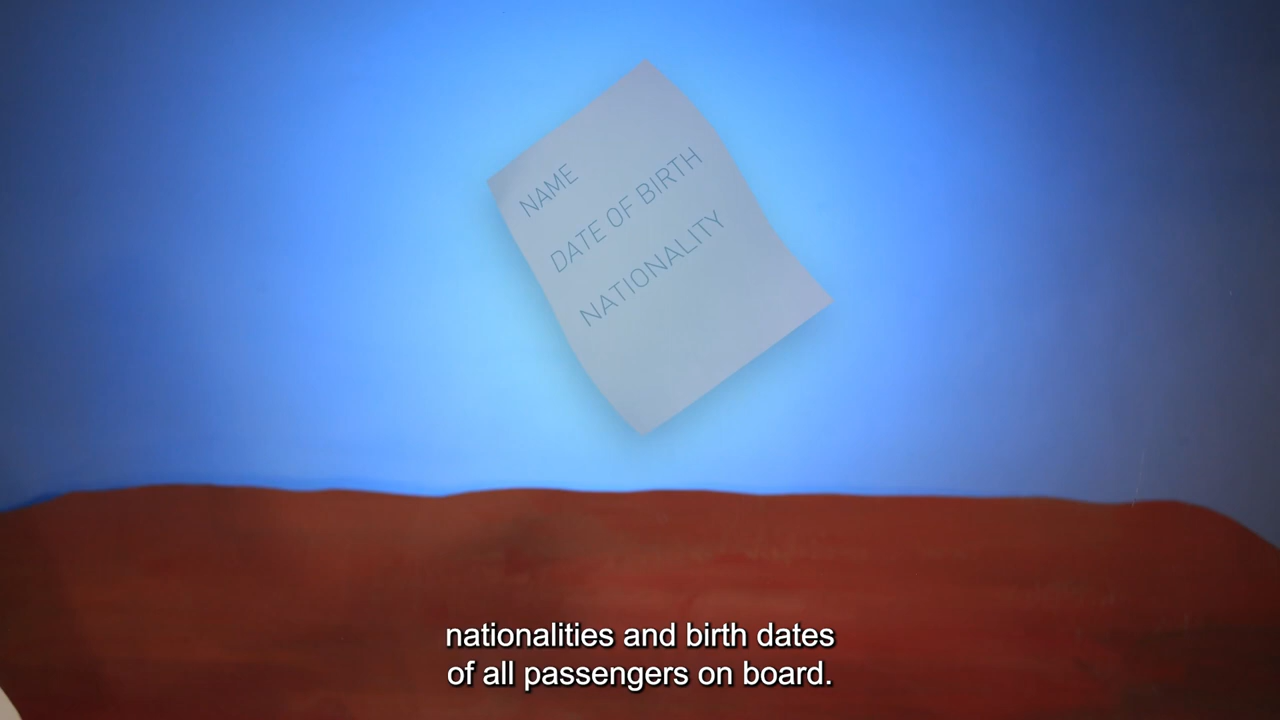 NAME
DATE OF BIRTH
NATIONALITY
nationalities and birth dates
of all passengers on board.